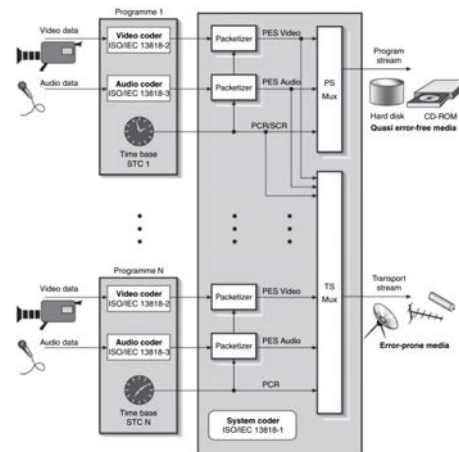 Programme 1
Video data
Video coder
ISO/IEC 13818-2
Packetizer
PES Video
Audio data
Audio coder
ISO/IEC 13818-3
Packetizer
PES Audio
PS
Mux
Program
stream
Hard disk
CD-ROM
Quasi error-free media
PCR/SCR
Time base
STC 1
Programme N
Video data
Video coder
ISO/IEC 13818-2
Packetizer
PES Video
TS
Mux
Transport
stream
Audio data
Audio coder
ISO/IEC 13818-3
Packetizer
PES Audio
Error-prone media
PCR
Time base
STC N
System coder
ISO/IEC 13818-1